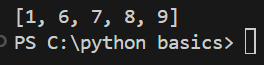 [1, 6, 7, 8, 9]
PS C:\python basics>